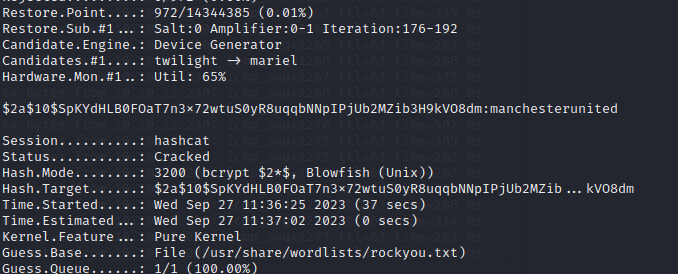 Restore.Point....: 972/14344385 (0.01%)
Restore.Sub.#1...: Salt:0 Amplifier:0-1 Iteration:176-192
Candidate.Engine.: Device Generator
Candidates.#1....: twilight -> mariel
Hardware.Mon.#1..: Util: 65%
$2a$10$SpKYdHLB0FOaT7n3x72wtuS0yR8uqqbNNpIPjUb2MZib3H9kVO8dm:manchesterunited
Session..........: hashcat
Status...........: Cracked
Hash.Mode........: 3200 (bcrypt $2*$, Blowfish (Unix))
Hash.Target......: $2a$10$SpKYdHLB0FOaT7n3x72wtuS0yR8uqqbNNpIPjUb2MZib...kVO8dm
Time.Started.....: Wed Sep 27 11:36:25 2023 (37 secs)
Time.Estimated...: Wed Sep 27 11:37:02 2023 (0 secs)
Kernel.Feature...: Pure Kernel
Guess.Base.......: File (/usr/share/wordlists/rockyou.txt)
Guess.Queue......: 1/1 (100.00%)